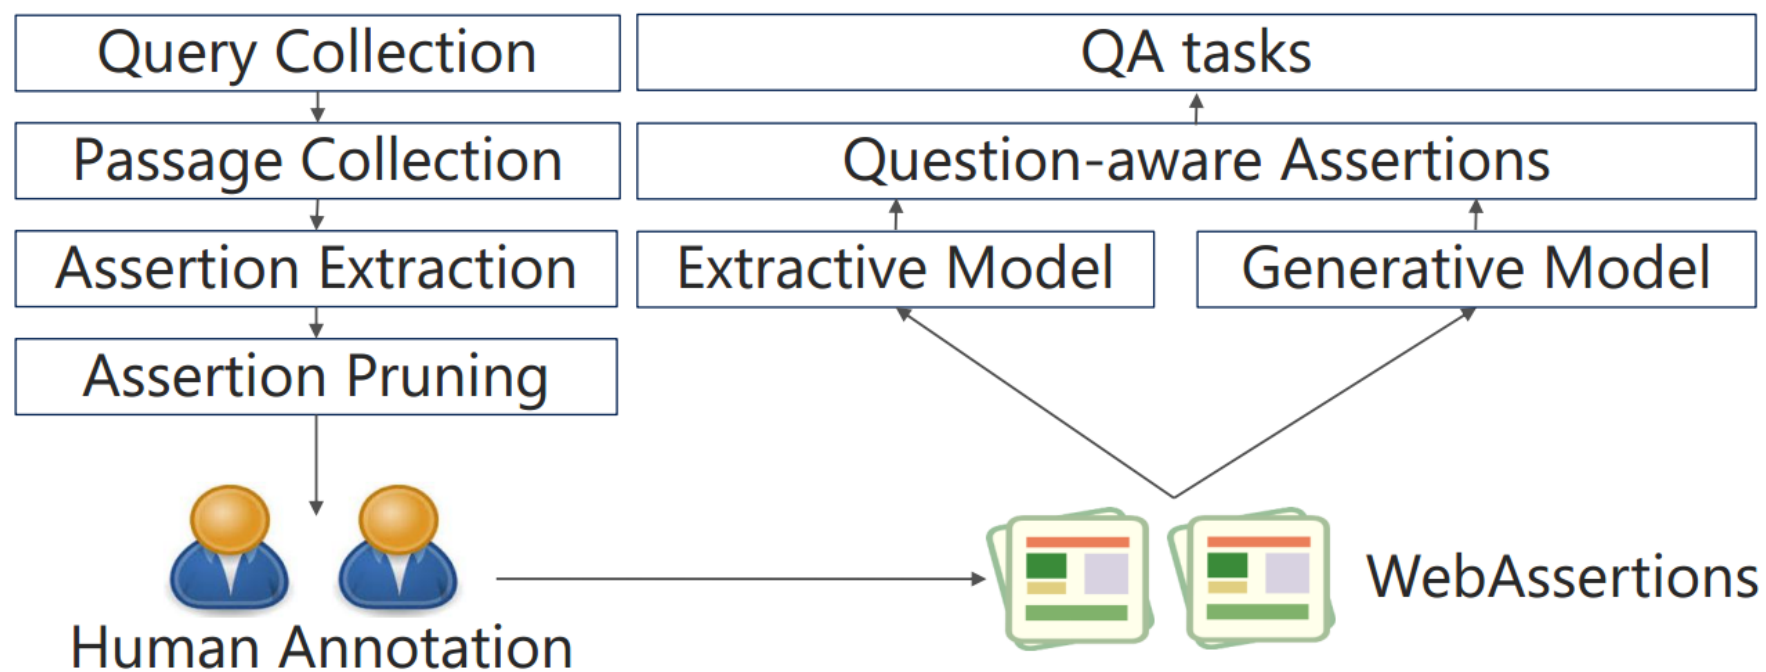 Query Collection
Passage Collection
Assertion Extraction
Assertion Pruning
Human Annotation
QA tasks
Question-aware Assertions
Extractive Model
Generative Model
WebAssertions